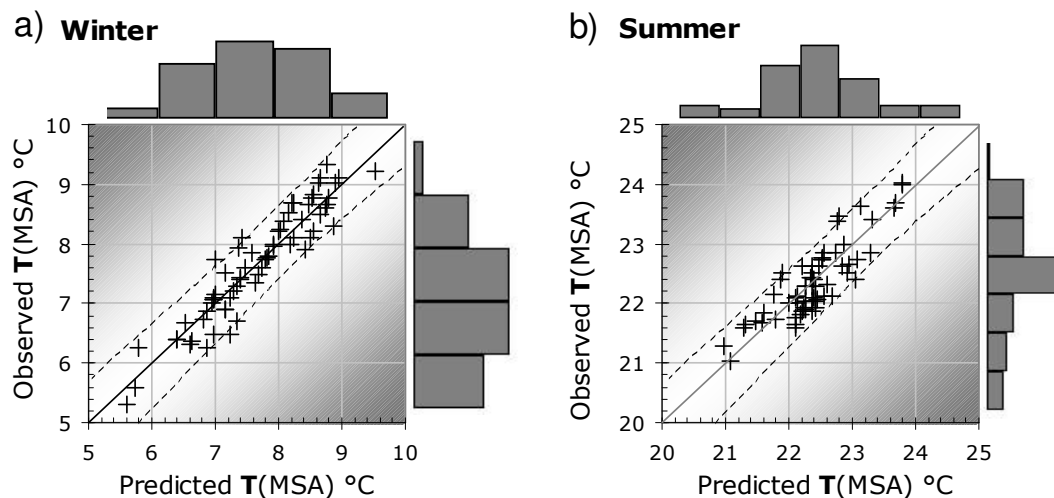 a) Winter
Observed T(MSA) °C
10
9
8
7
6
5
5 6 7 8 9 10
Predicted T(MSA) °C
b) Summer
Observed T(MSA) °C
25
24
23
22
21
20
20 21 22 23 24 25
Predicted T(MSA) °C